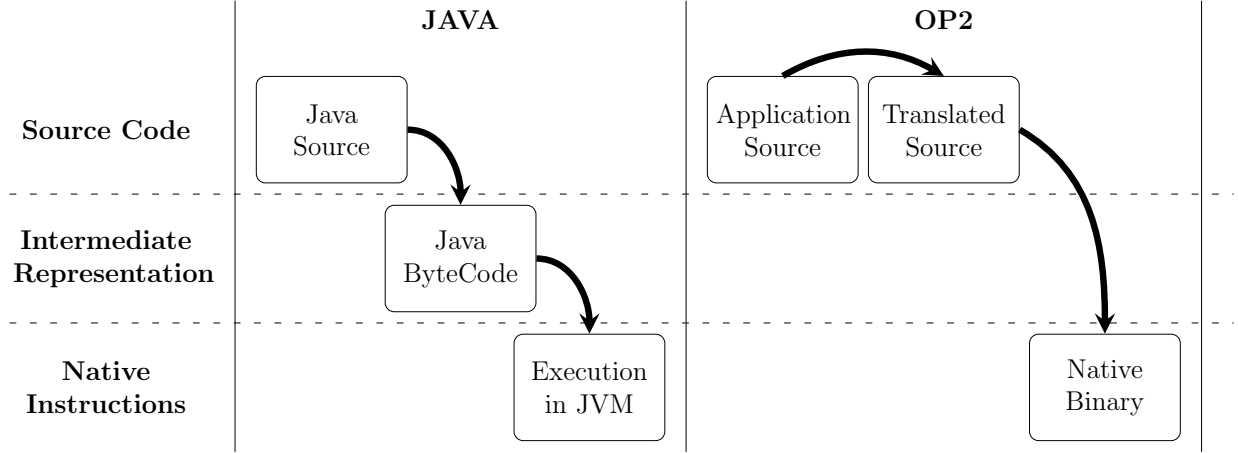 JAVA
OP2
Source Code
Java
Source
Application
Source
Translated
Source
Intermediate
Representation
Java
ByteCode
Native
Instructions
Execution
in JVM
Native
Binary